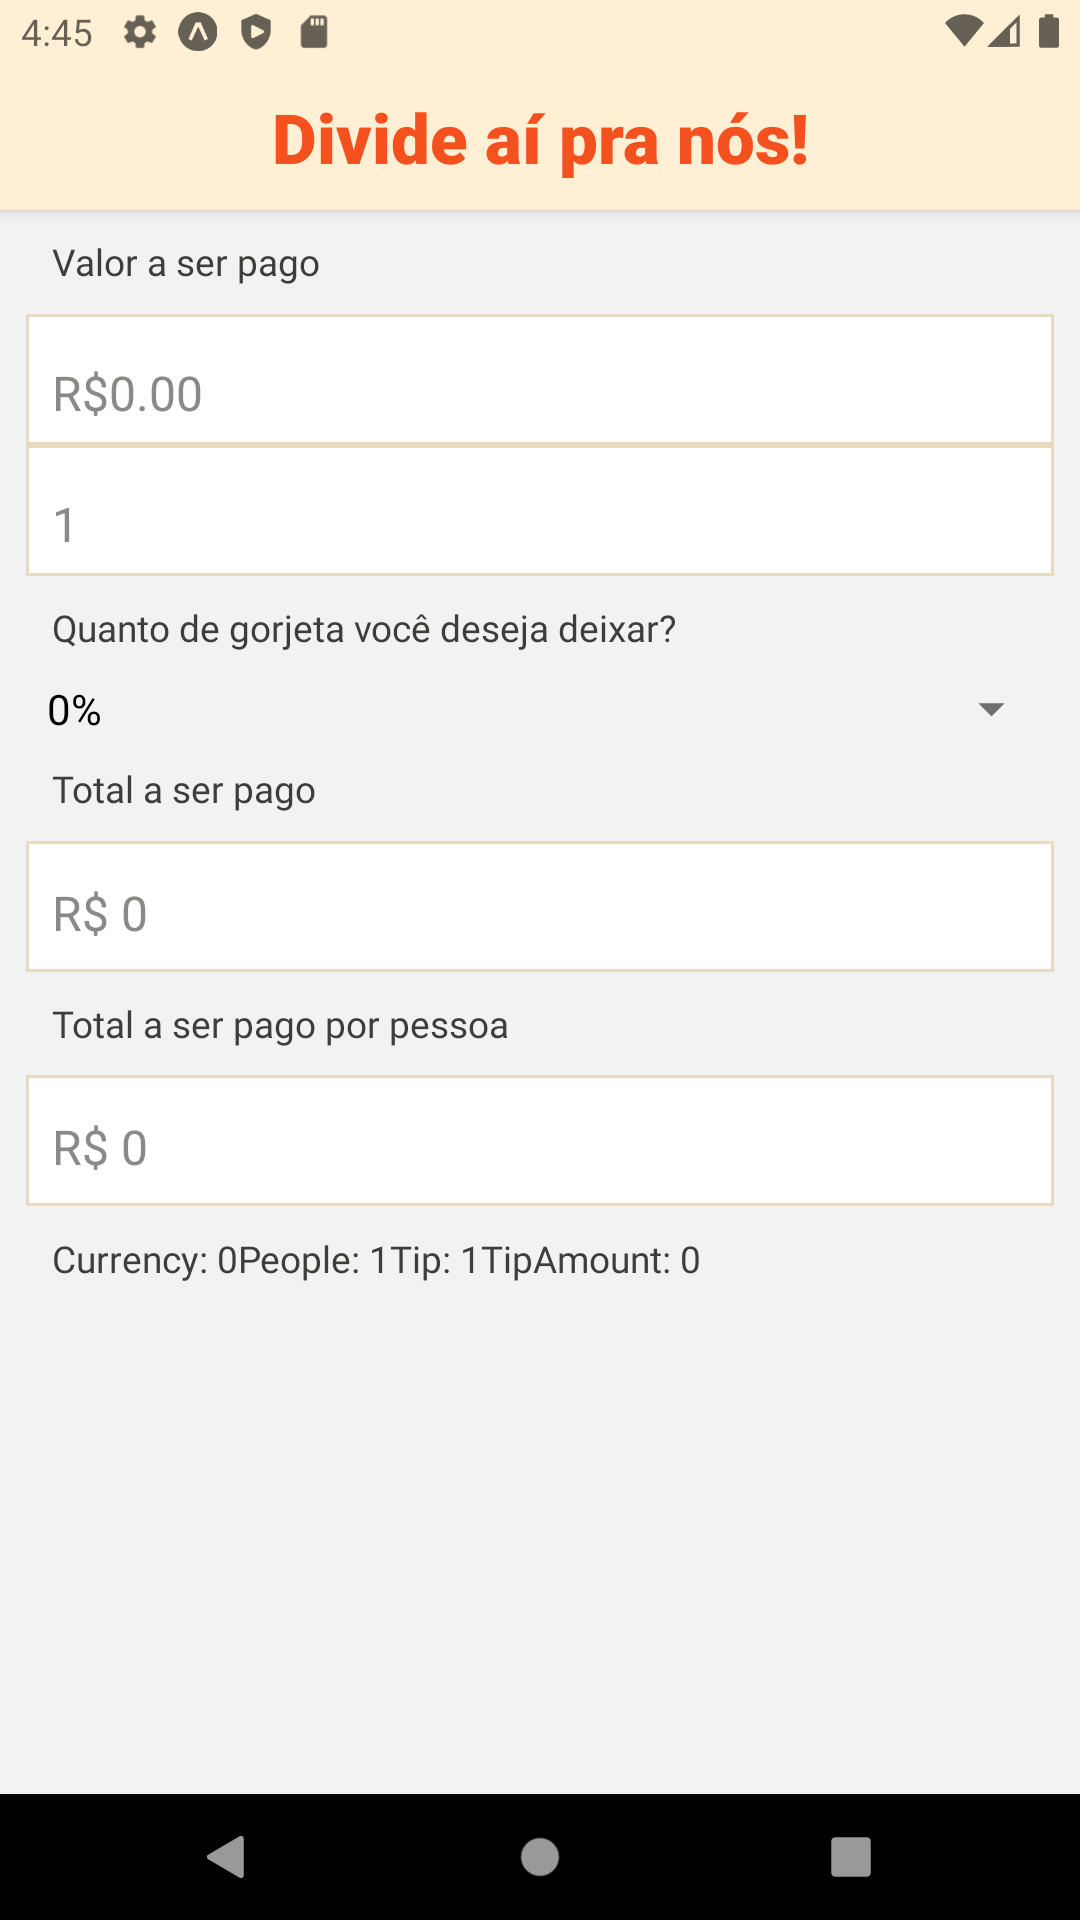 4:45
Divide aí pra nós!
Valor a ser pago
R$0.00
1
Quanto de gorjeta você deseja deixar?
0%
Total a ser pago
R$ 0
Total a ser pago por pessoa
R$ 0
Currency: 0People: 1Tip: 1TipAmount: 0